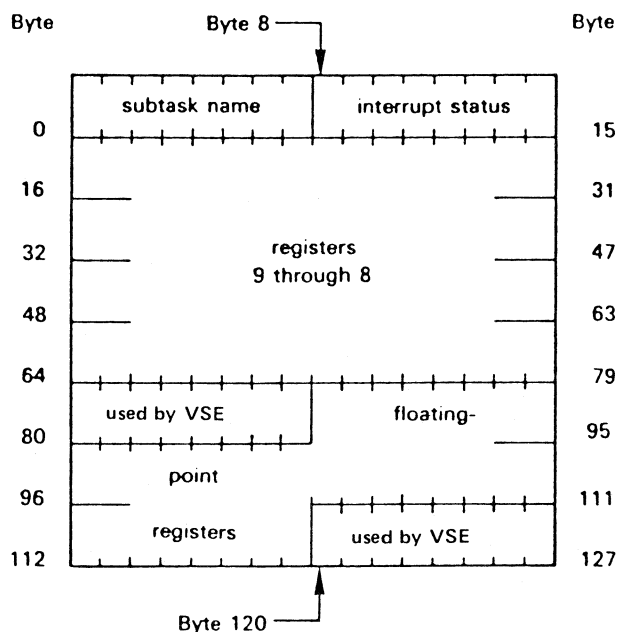 Byte Byte 8 Byte
subtask name interrupt status
0 15
16 31
registers
32 47
9 through 8
48 63
64 79
used by VSE floating-
80 95
point
96 111
registers used by VSE
112 127
Byte 120